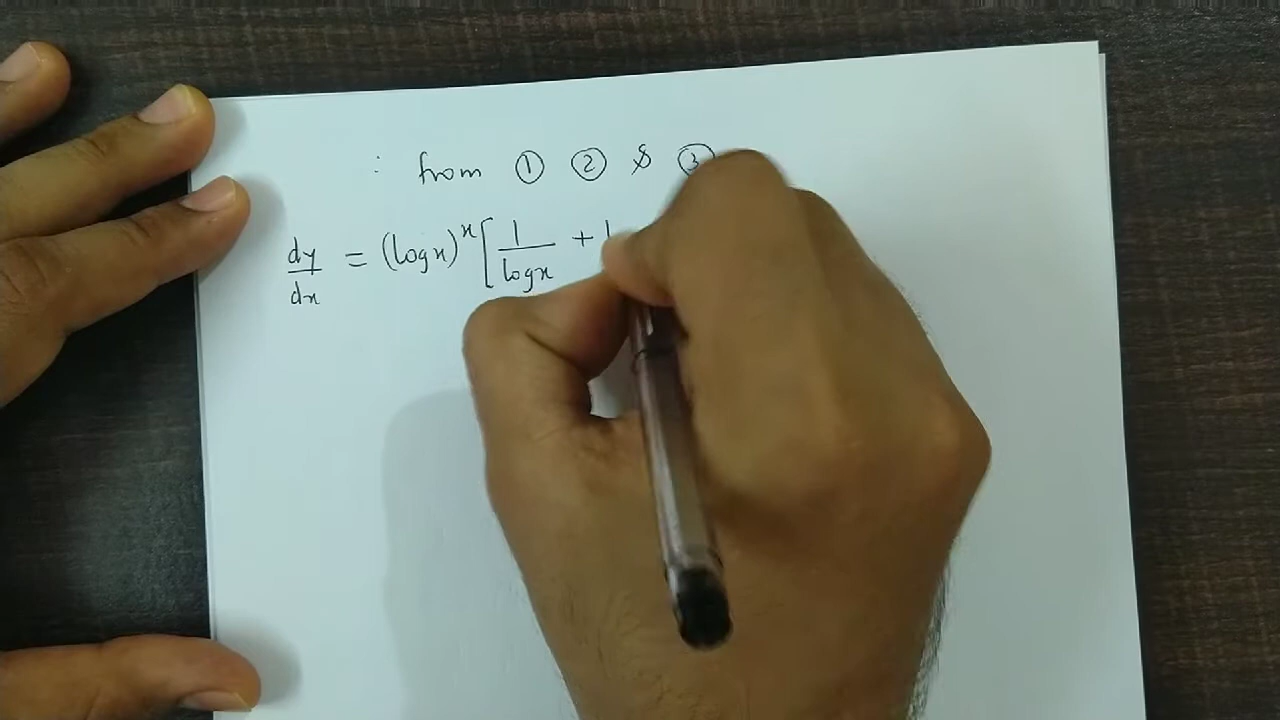 : from ① ② & ③
dy/dx = (log x)^x [ 1/log x +